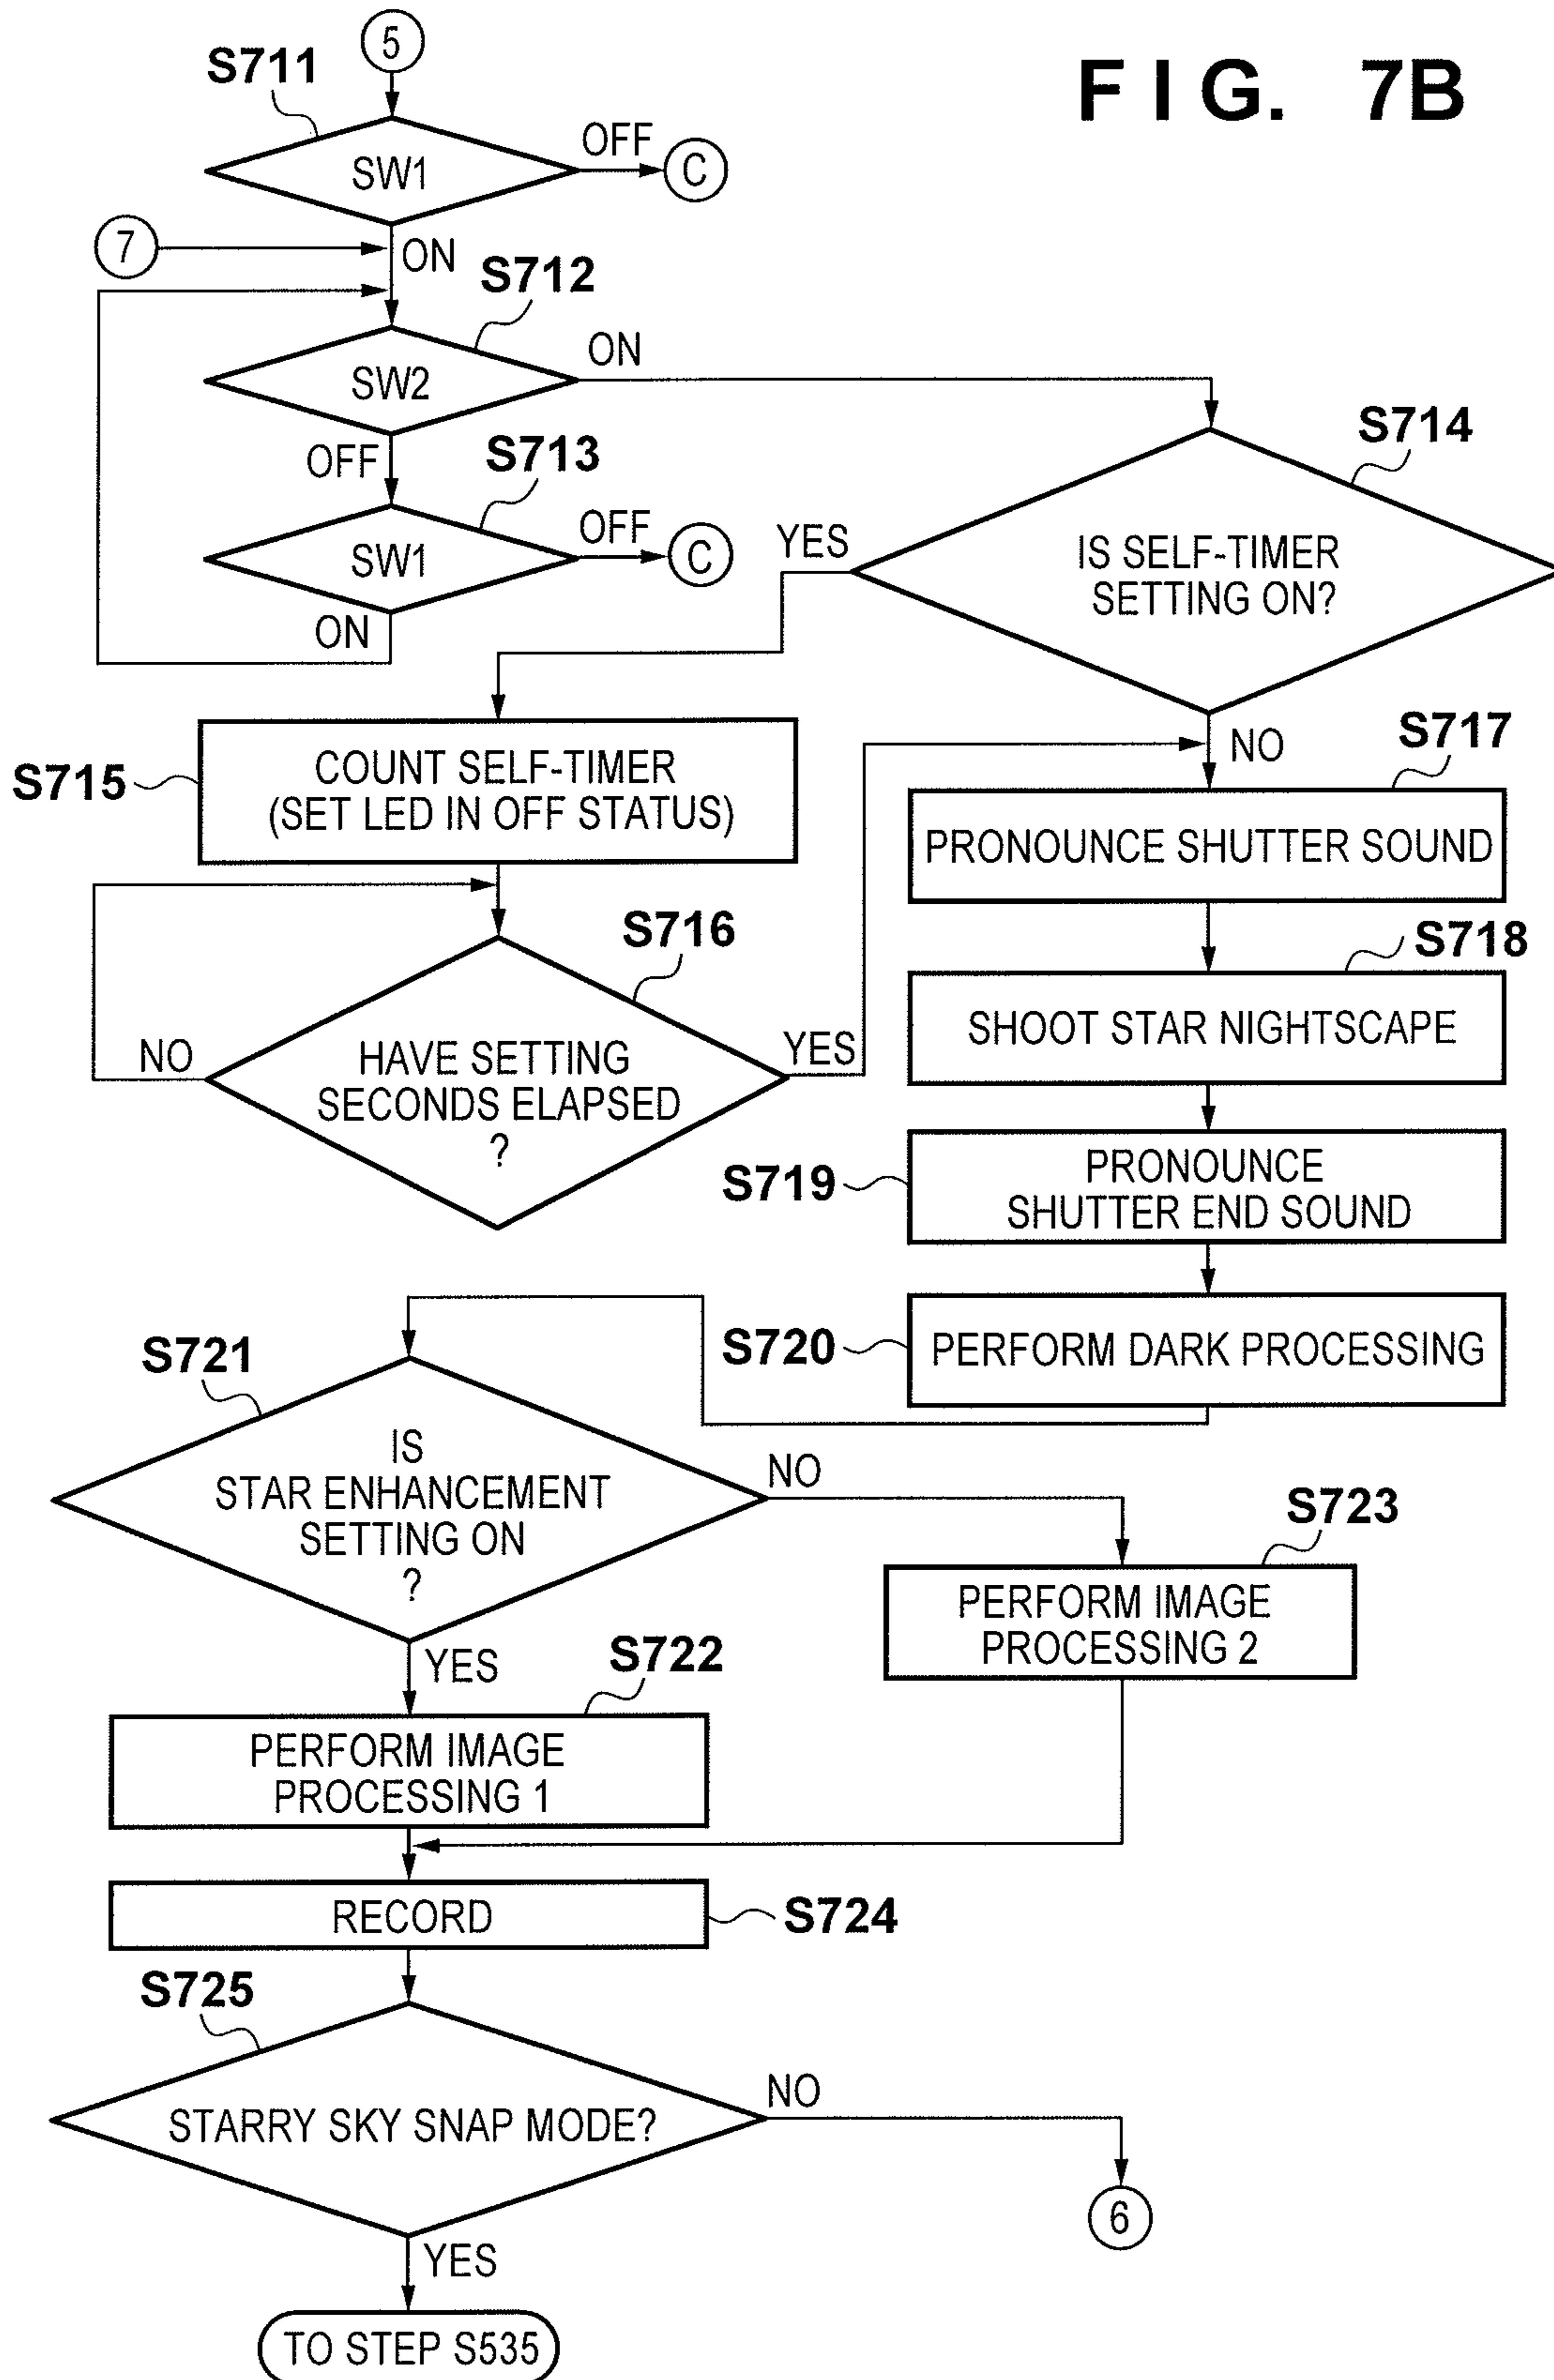 FIG. 7B
5
S711
SW1
OFF
C
7
ON
S712
SW2
ON
OFF
S713
SW1
OFF
C
ON
S714
IS SELF-TIMER
SETTING ON?
YES
NO
S715
COUNT SELF-TIMER
(SET LED IN OFF STATUS)
S716
HAVE SETTING
SECONDS ELAPSED
?
NO
YES
S717
PRONOUNCE SHUTTER SOUND
S718
SHOOT STAR NIGHTSCAPE
S719
PRONOUNCE
SHUTTER END SOUND
S720
PERFORM DARK PROCESSING
S721
IS
STAR ENHANCEMENT
SETTING ON
?
NO
YES
S723
PERFORM IMAGE
PROCESSING 2
S722
PERFORM IMAGE
PROCESSING 1
RECORD
S724
S725
STARRY SKY SNAP MODE?
NO
6
YES
TO STEP S535